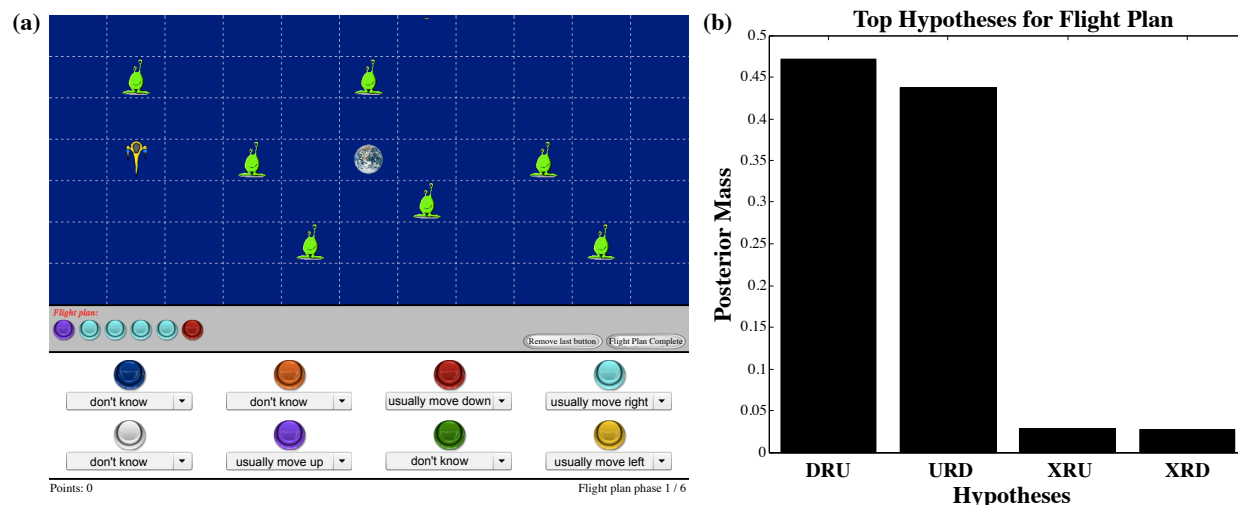 (a)
Flight plan:
Remove last button
Flight Plan Complete
don't know
don't know
usually move down
usually move right
don't know
usually move up
don't know
usually move left
Points: 0
Flight plan phase 1 / 6
(b)
Top Hypotheses for Flight Plan
Posterior Mass
0.5
0.45
0.4
0.35
0.3
0.25
0.2
0.15
0.1
0.05
0
DRU URD XRU XRD
Hypotheses